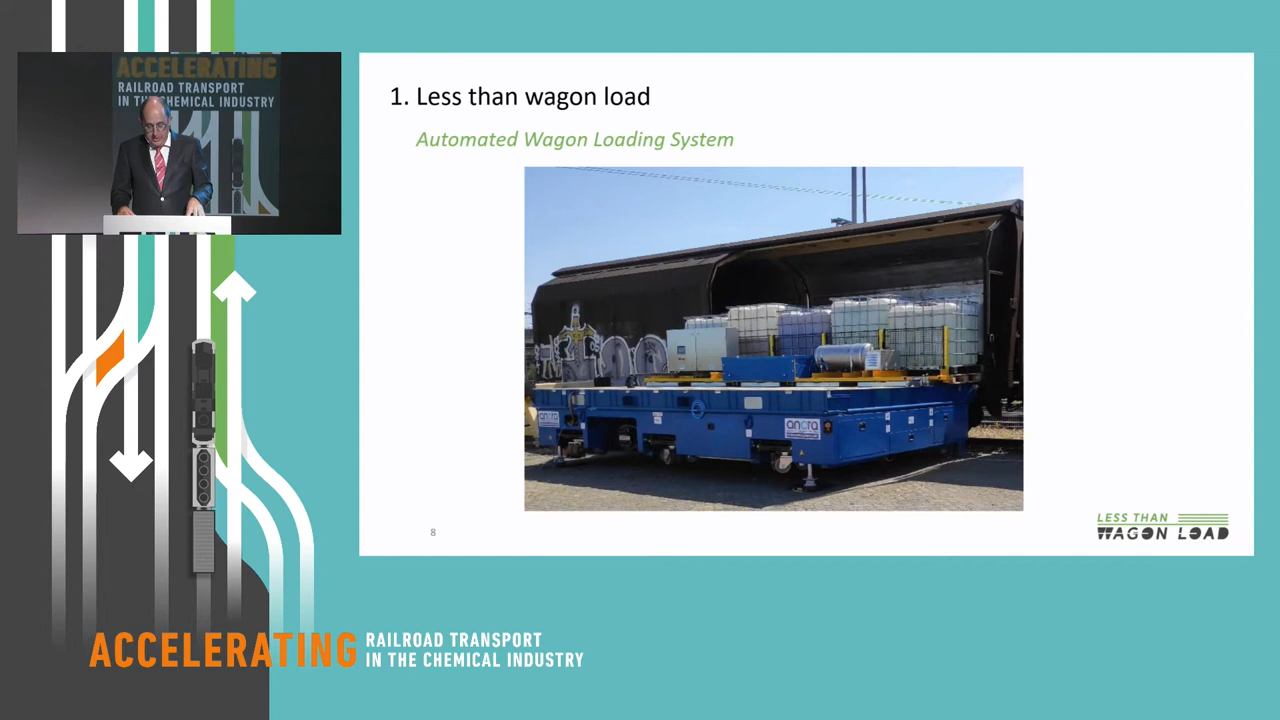 ACCELERATING
RAILROAD TRANSPORT
IN THE CHEMICAL INDUSTRY
1. Less than wagon load
Automated Wagon Loading System
ancra
8
LESS THAN
WAGON LOAD
ACCELERATING
RAILROAD TRANSPORT
IN THE CHEMICAL INDUSTRY